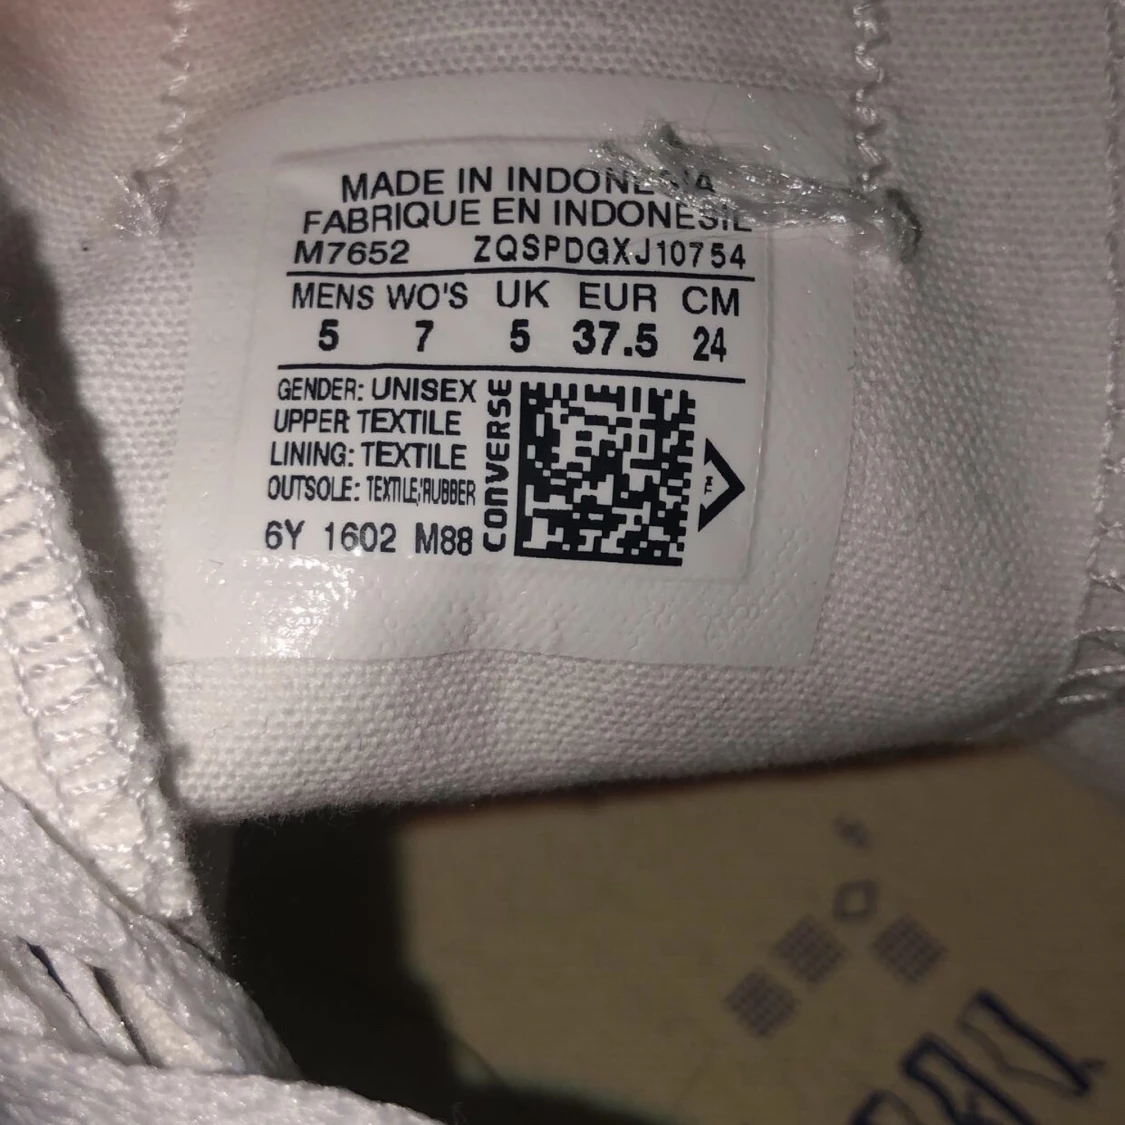 MADE IN INDONESIA
FABRIQUE EN INDONESIE
M7652 ZQSPDGXJ10754
MENS WO'S UK EUR CM
5 7 5 37.5 24
GENDER: UNISEX
UPPER TEXTILE
LINING: TEXTILE
OUTSOLE: TEXTILE/RUBBER
6Y 1602 M88
CONVERSE
TM